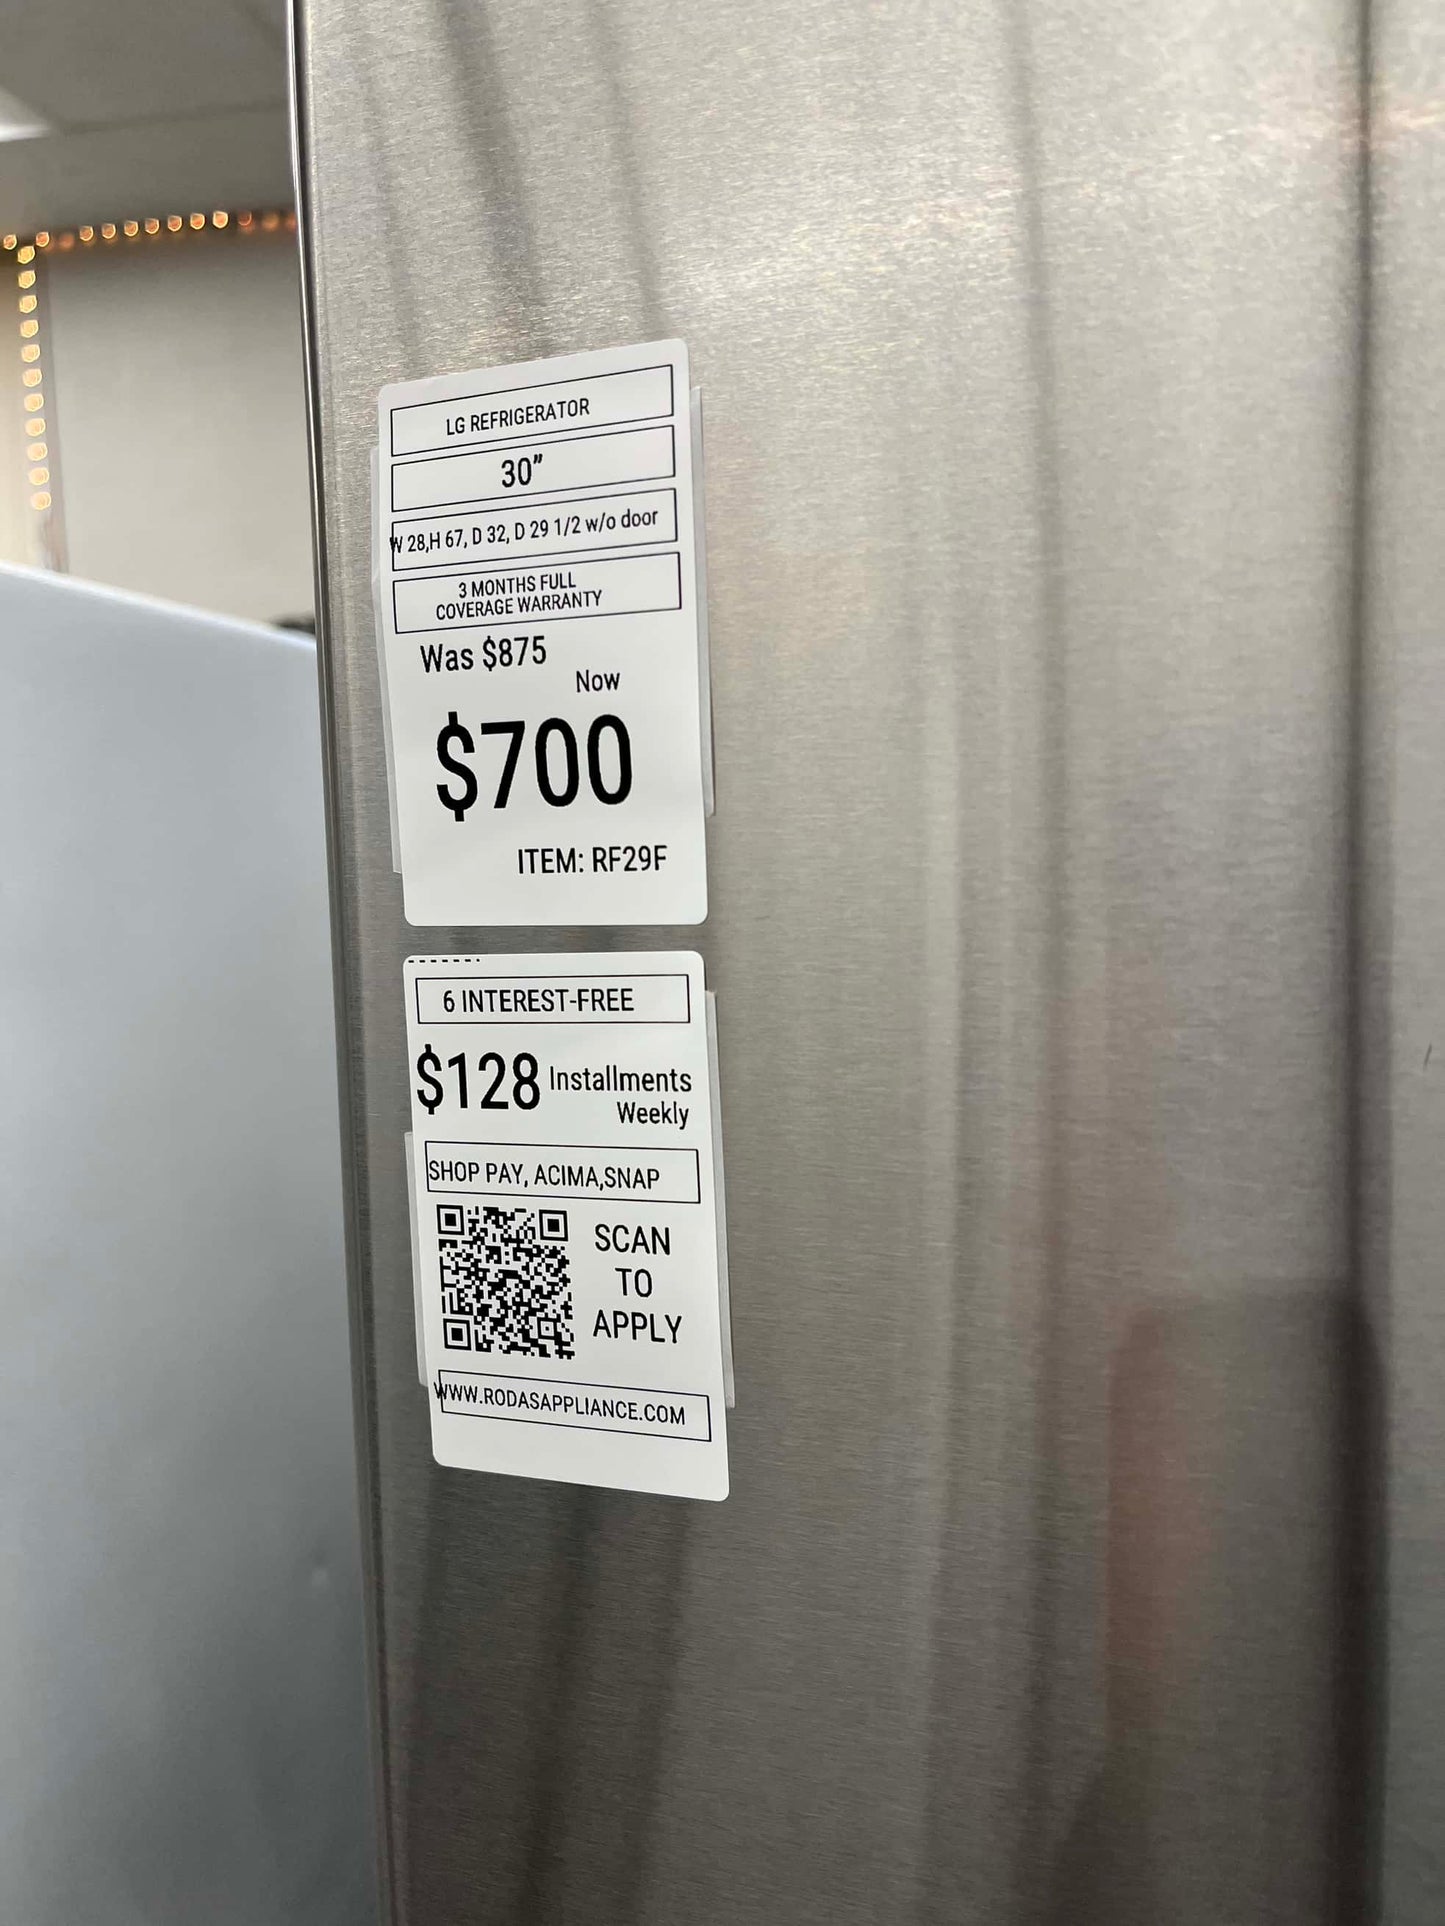 LG REFRIGERATOR
30”
W 28,H 67, D 32, D 29 1/2 w/o door
3 MONTHS FULL
COVERAGE WARRANTY
Was $875
Now
$700
ITEM: RF29F
6 INTEREST-FREE
$128 Installments
Weekly
SHOP PAY, ACIMA,SNAP
SCAN
TO
APPLY
WWW.RODASAPPLIANCE.COM